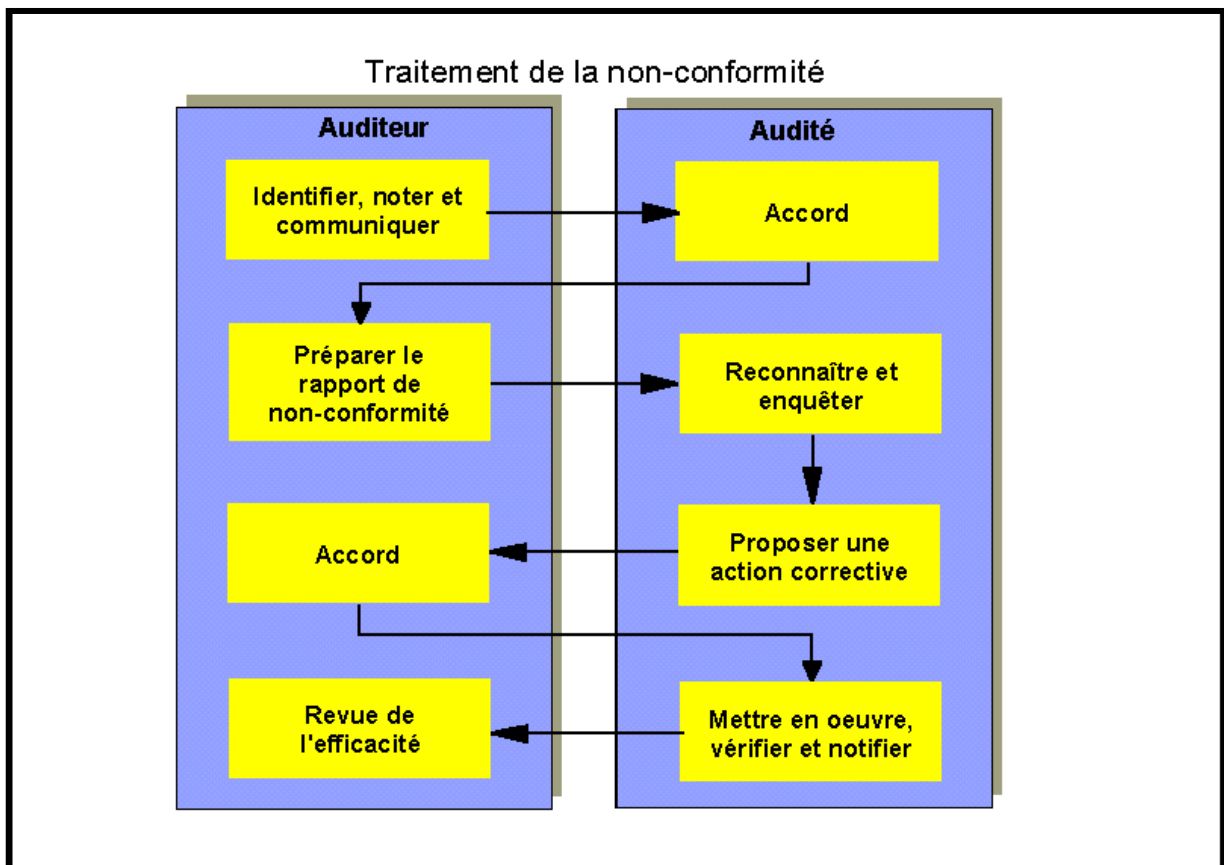 Traitement de la non-conformité
Auditeur
Audité
Identifier, noter et
communiquer
Accord
Préparer le
rapport de
non-conformité
Reconnaître et
enquêter
Accord
Proposer une
action corrective
Revue de
l'efficacité
Mettre en oeuvre,
vérifier et notifier